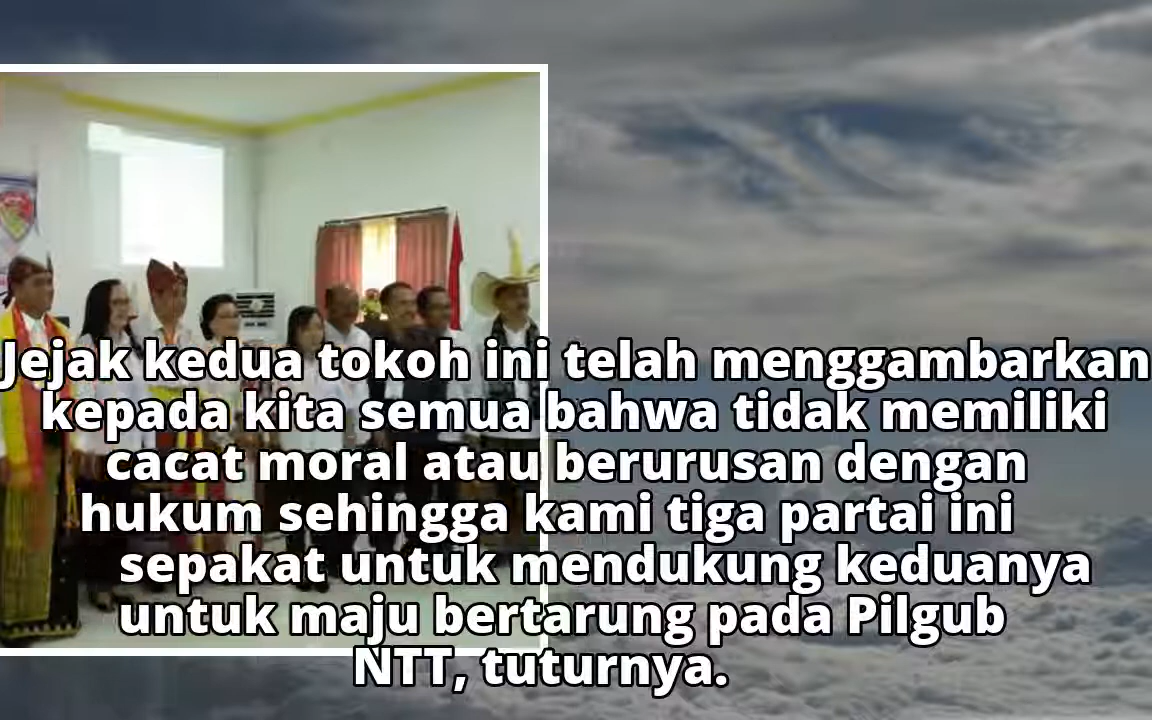 Jejak kedua tokoh ini telah menggambarkan
kepada kita semua bahwa tidak memiliki
cacat moral atau berurusan dengan
hukum sehingga kami tiga partai ini
sepakat untuk mendukung keduanya
untuk maju bertarung pada Pilgub
NTT, tuturnya.